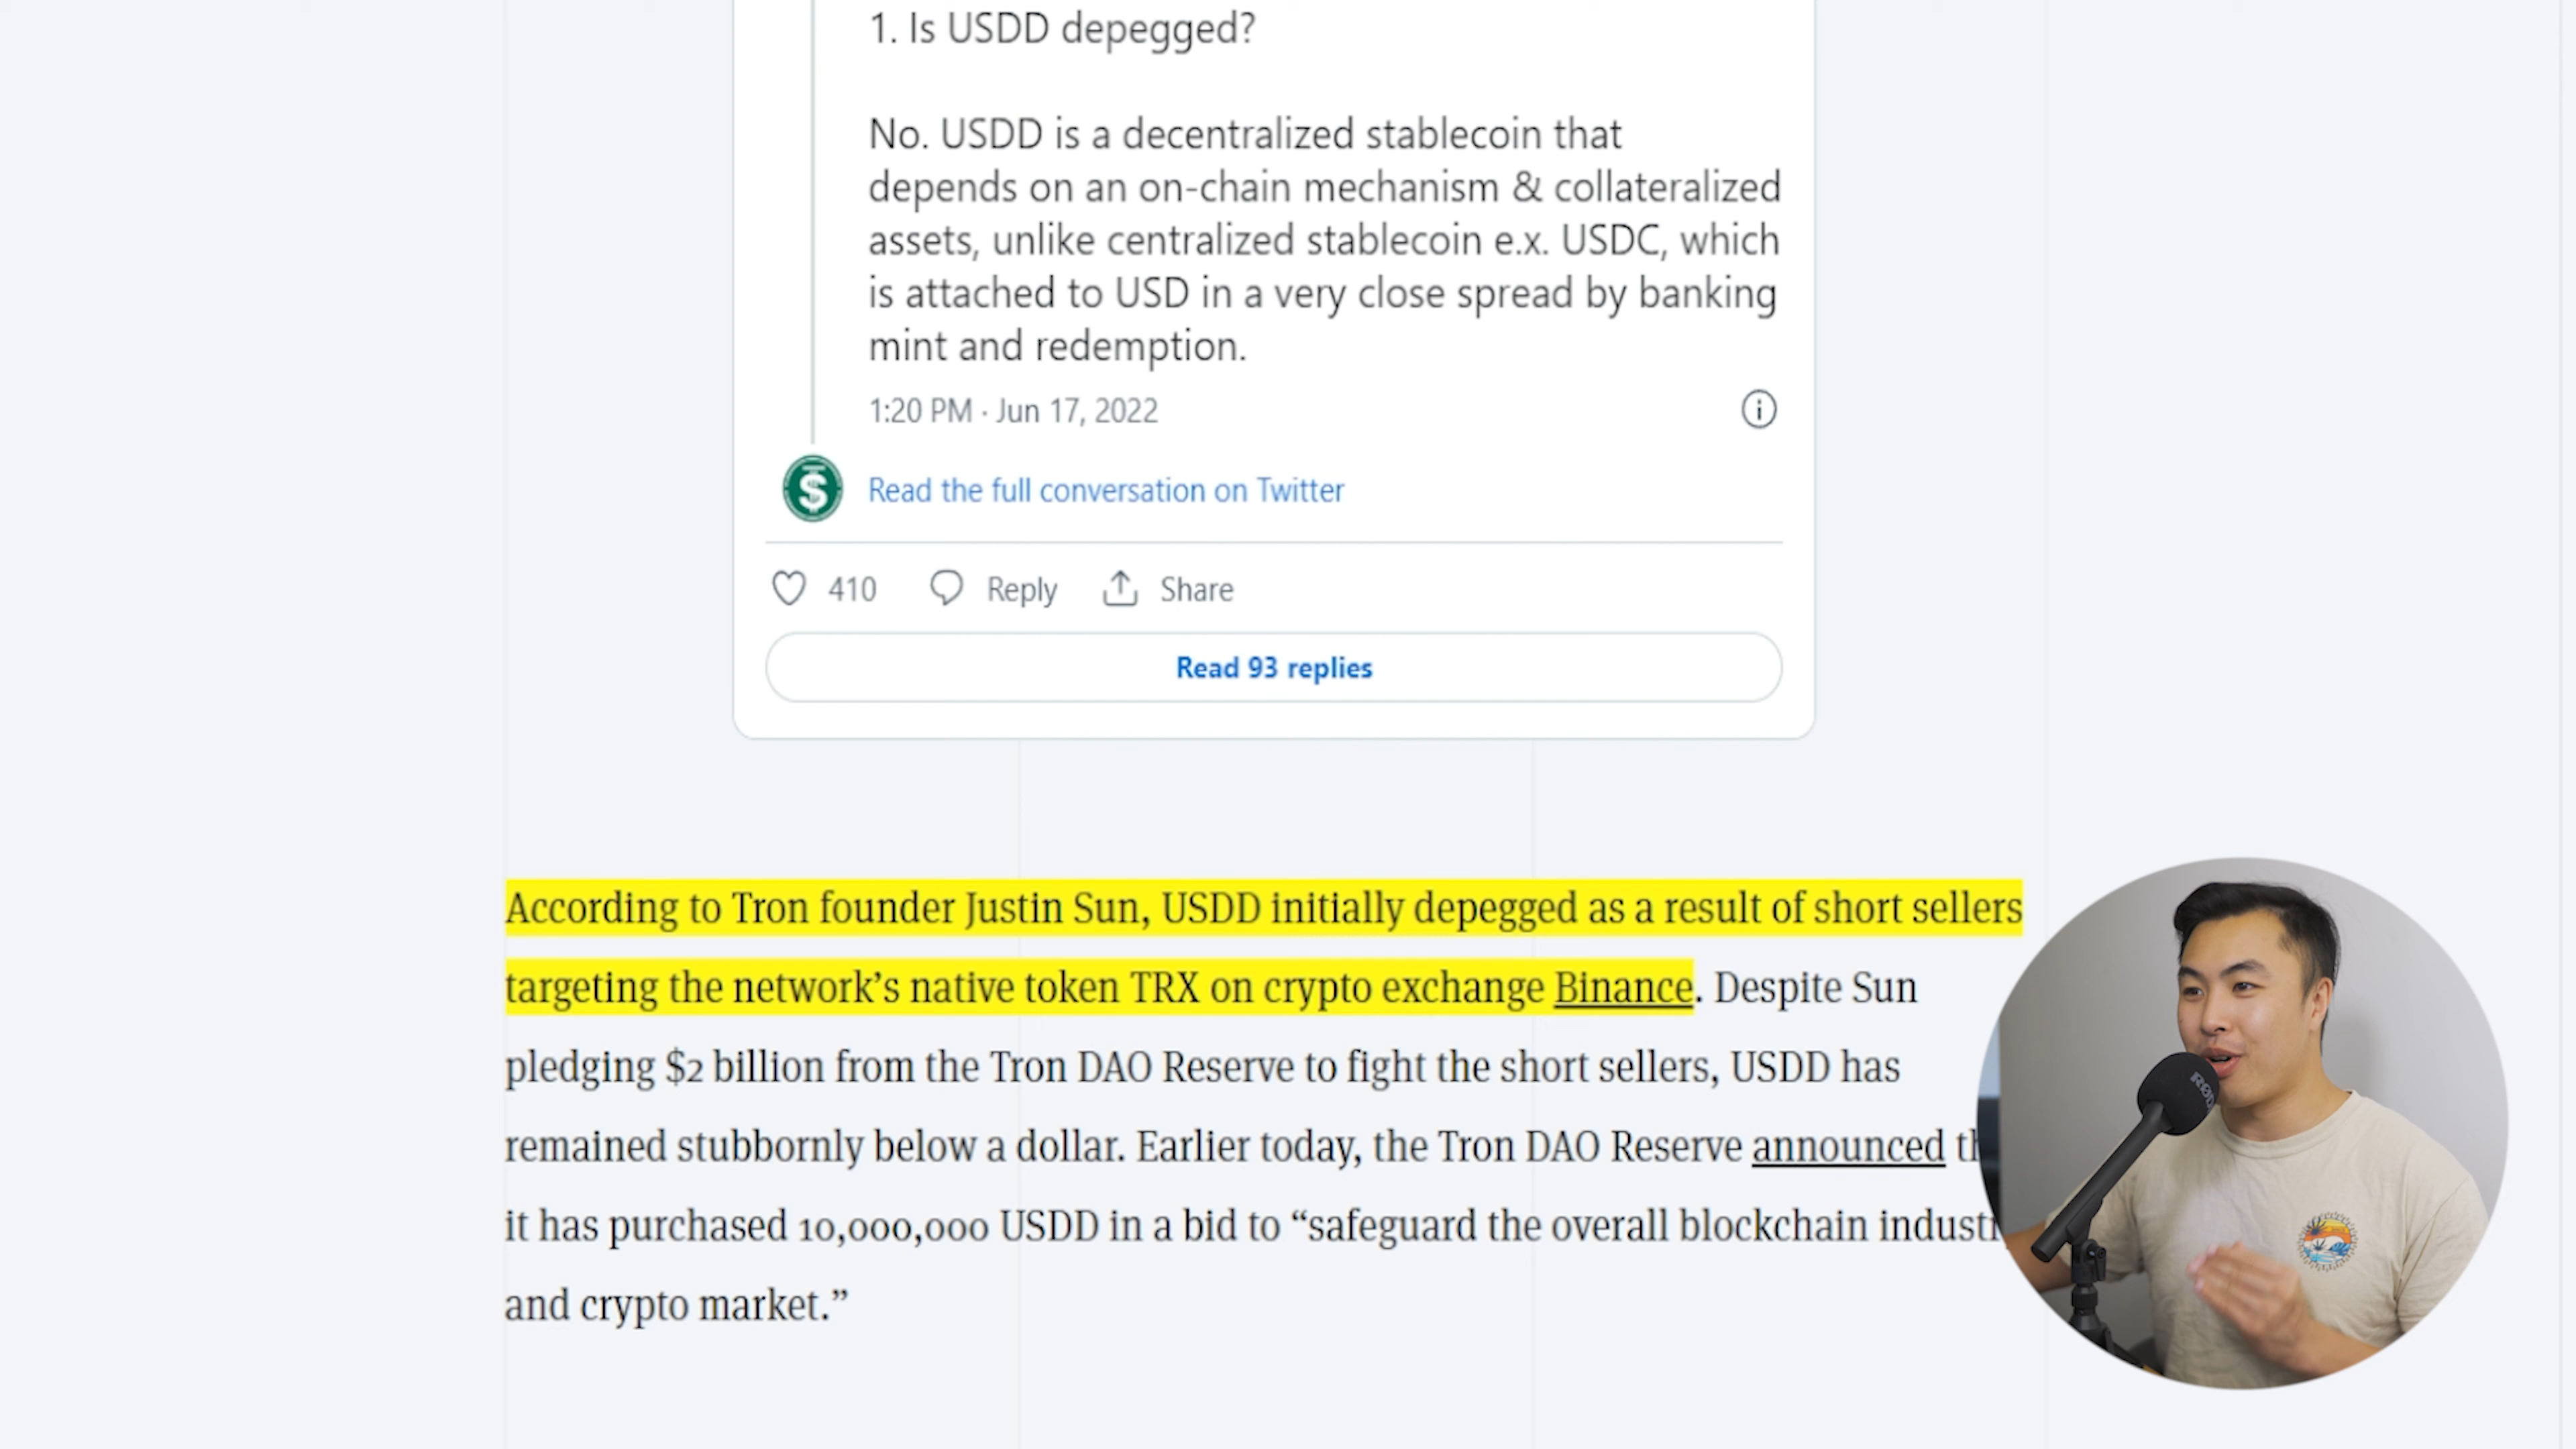 1. Is USDD depegged?
No. USDD is a decentralized stablecoin that
depends on an on-chain mechanism & collateralized
assets, unlike centralized stablecoin e.x. USDC, which
is attached to USD in a very close spread by banking
mint and redemption.
1:20 PM · Jun 17, 2022
Read the full conversation on Twitter
410 Reply Share
Read 93 replies
According to Tron founder Justin Sun, USDD initially depegged as a result of short sellers
targeting the network’s native token TRX on crypto exchange Binance. Despite Sun
pledging $2 billion from the Tron DAO Reserve to fight the short sellers, USDD has
remained stubbornly below a dollar. Earlier today, the Tron DAO Reserve announced
it has purchased 10,000,000 USDD in a bid to “safeguard the overall blockchain
and crypto market.”